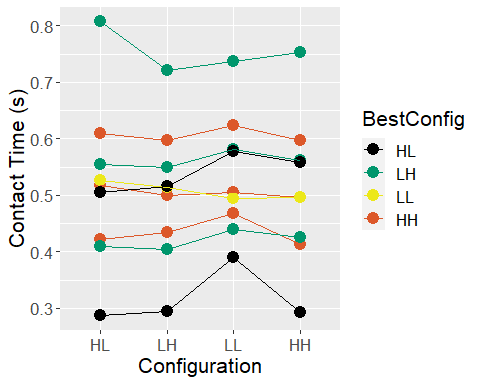 0.8
0.7
0.6
0.5
0.4
0.3
Contact Time (s)
HL LH LL HH
Configuration
BestConfig
HL
LH
LL
HH